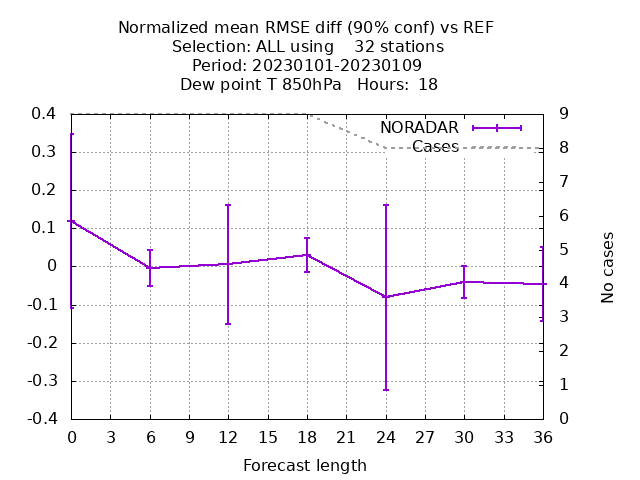 Normalized mean RMSE diff (90% conf) vs REF
Selection: ALL using    32 stations
Period: 20230101-20230109
Dew point T 850hPa   Hours:  18
NORADAR
Cases
0.4
0.3
0.2
0.1
0
-0.1
-0.2
-0.3
-0.4
9
8
7
6
5
4
3
2
1
0
No cases
0 3 6 9 12 15 18 21 24 27 30 33 36
Forecast length